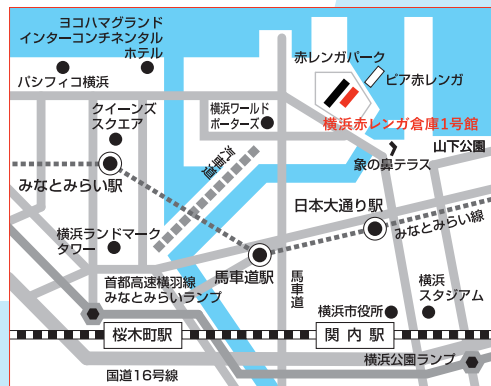 ヨコハマグランド
インターコンチネンタル
ホテル
パシフィコ横浜
赤レンガパーク
ピア赤レンガ
クイーンズ
スクエア
横浜ワールド
ポーターズ
横浜赤レンガ倉庫1号館
山下公園
汽車道
象の鼻テラス
みなとみらい駅
日本大通り駅
みなとみらい線
横浜ランドマーク
タワー
馬車道駅
馬車道
首都高速横羽線
みなとみらいランプ
横浜
スタジアム
横浜市役所
桜木町駅
関内駅
横浜公園ランプ
国道16号線